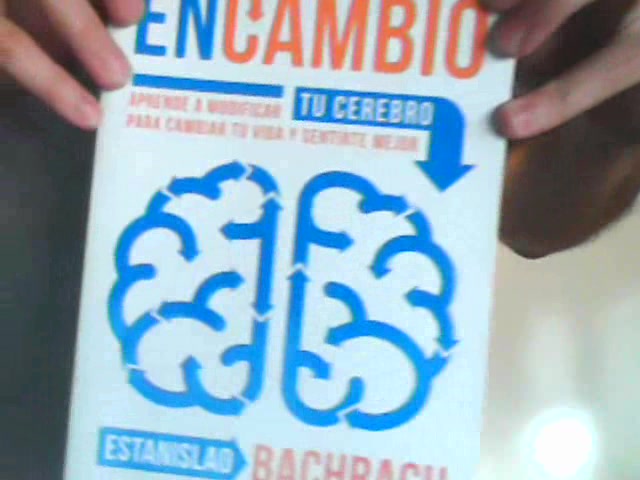 ENCAMBIO
APRENDE A MODIFICAR TU CEREBRO
PARA CAMBIAR TU VIDA Y SENTIRTE MEJOR
ESTANISLAO BACHRACH